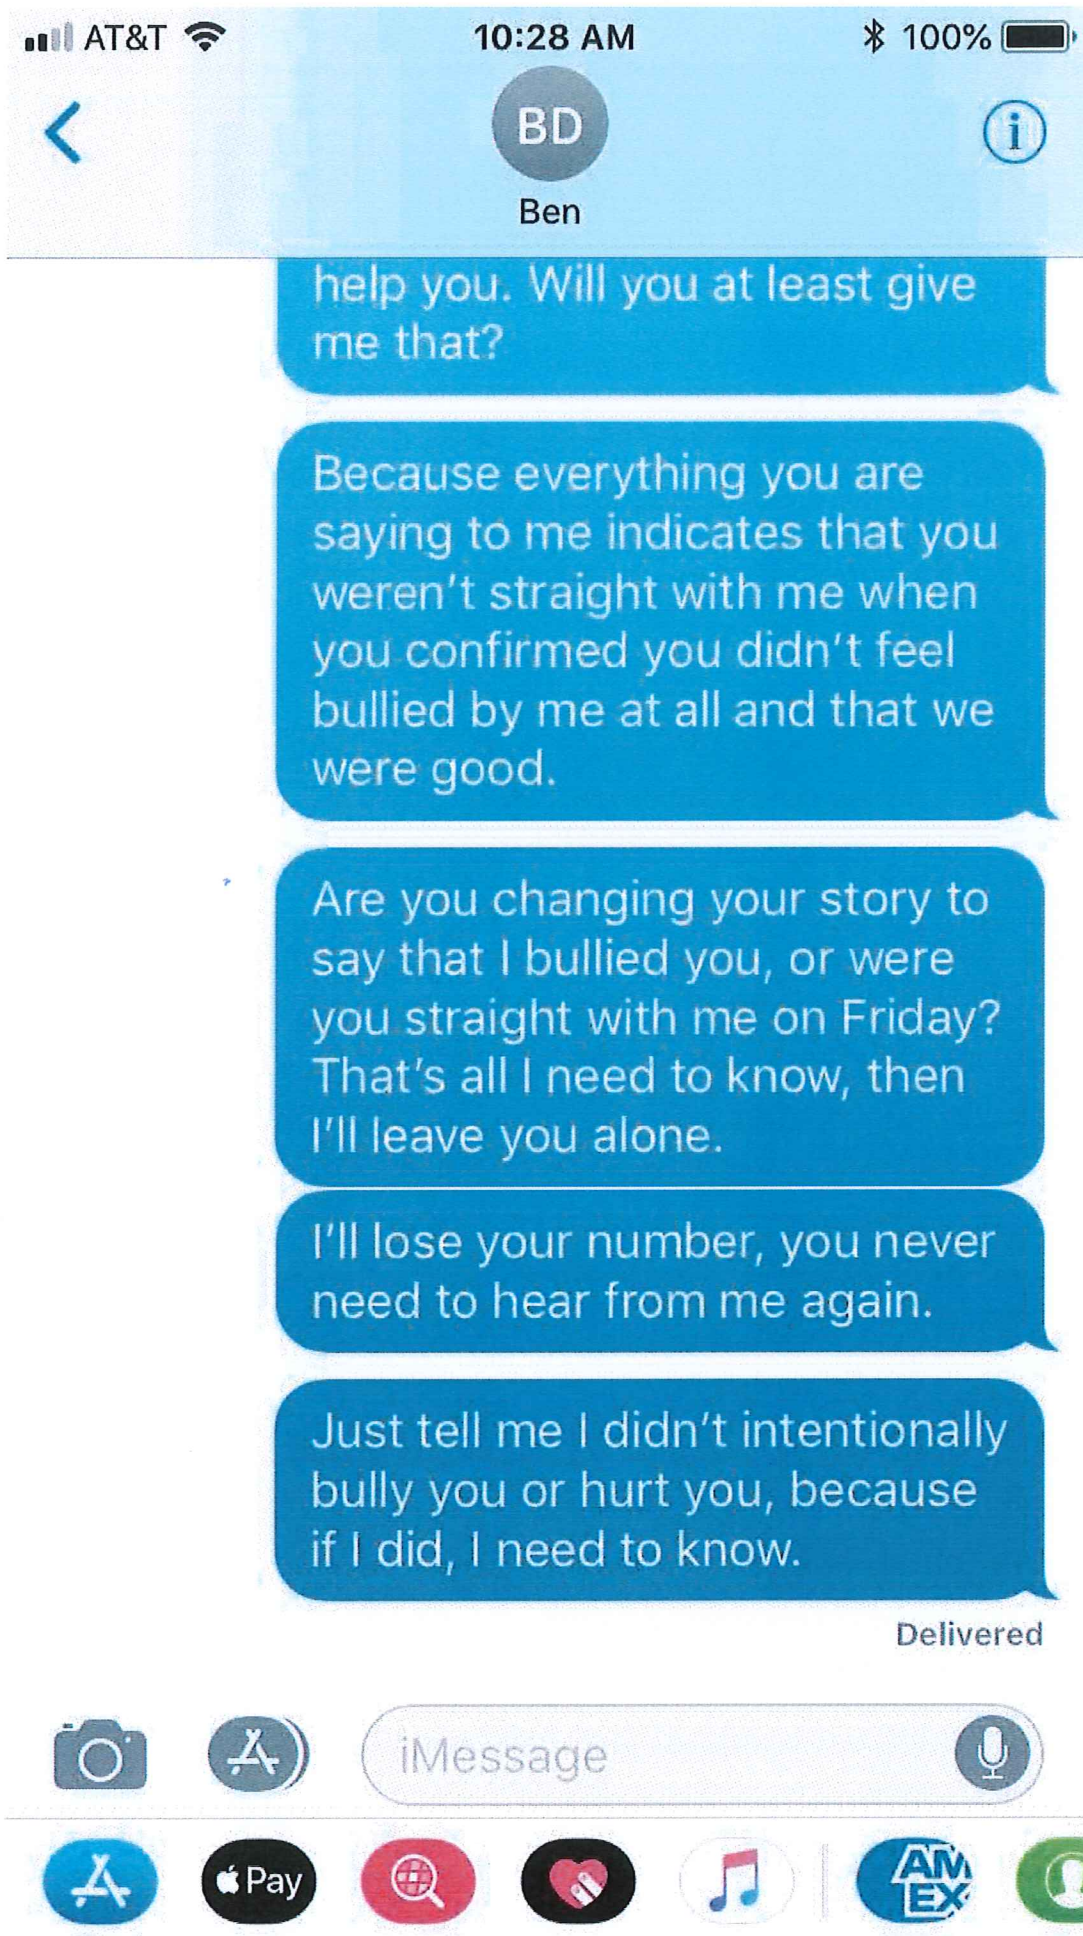 AT&T 10:28 AM 100%
BD
i
Ben
help you. Will you at least give
me that?
Because everything you are
saying to me indicates that you
weren't straight with me when
you confirmed you didn't feel
bullied by me at all and that we
were good.
Are you changing your story to
say that I bullied you, or were
you straight with me on Friday?
That's all I need to know, then
I'll leave you alone.
I'll lose your number, you never
need to hear from me again.
Just tell me I didn't intentionally
bully you or hurt you, because
if I did, I need to know.
Delivered
iMessage
Pay
AM
EX